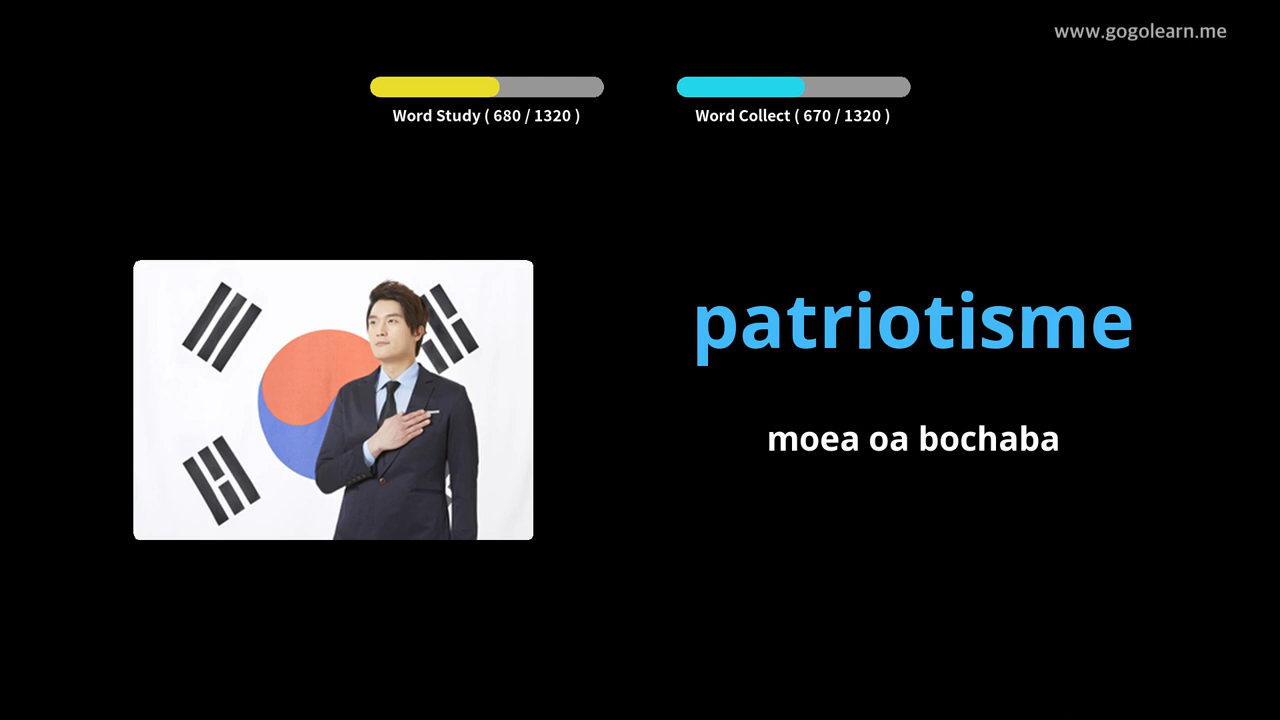 www.gogolearn.me
Word Study ( 680 / 1320 )
Word Collect ( 670 / 1320 )
patriotisme
moea oa bochaba